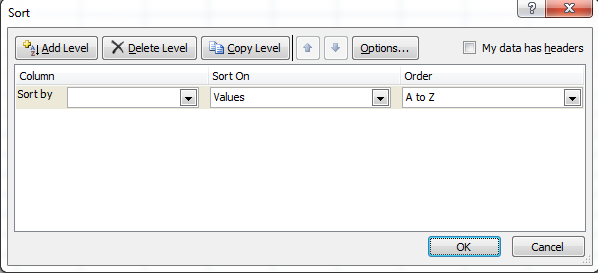 Sort
Add Level Delete Level Copy Level Options... My data has headers
Column Sort On Order
Sort by Values A to Z
OK Cancel